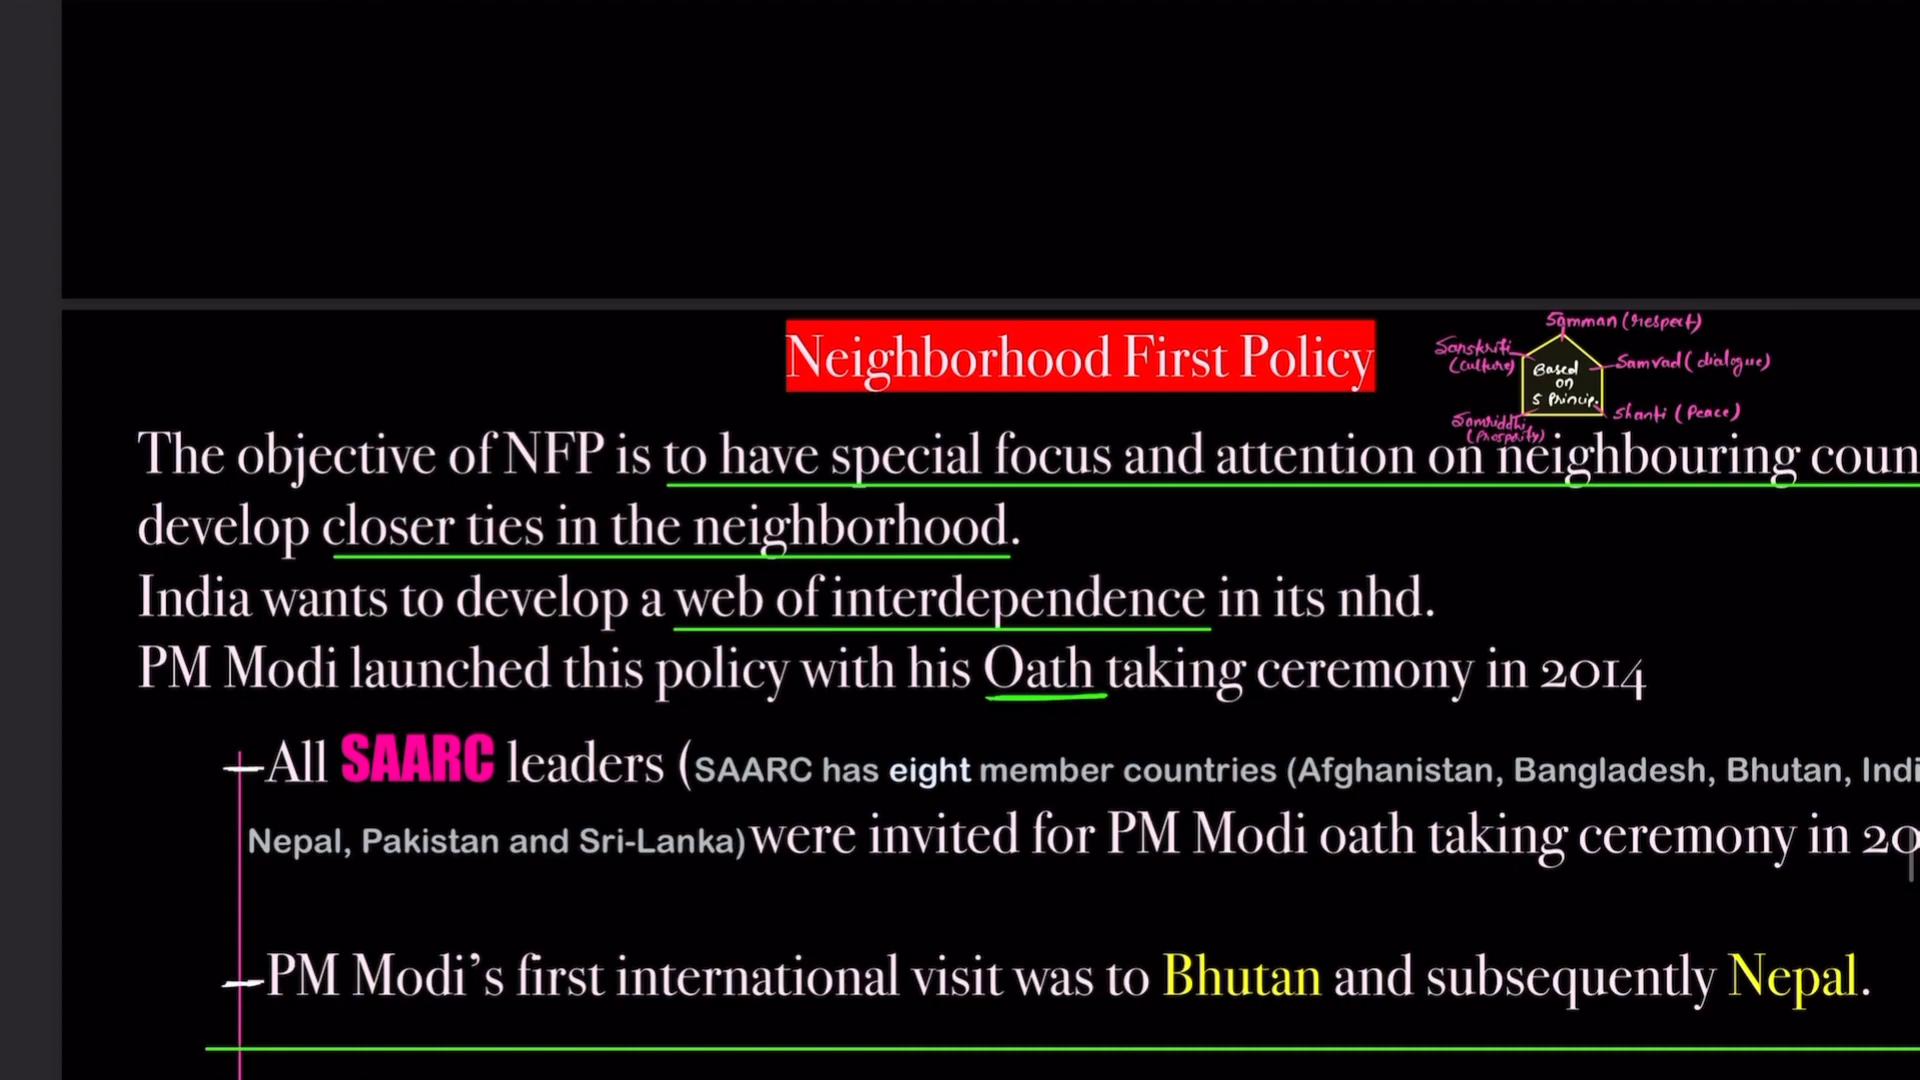 Neighborhood First Policy
Samman (respect)
Sanskriti
(culture)
Samvad (dialogue)
Based
on
5 Princip.
Shanti (Peace)
Samriddhi
(Prosperity)
The objective of NFP is to have special focus and attention on neighbouring coun
develop closer ties in the neighborhood.
India wants to develop a web of interdependence in its nhd.
PM Modi launched this policy with his Oath taking ceremony in 2014
All SAARC leaders (SAARC has eight member countries (Afghanistan, Bangladesh, Bhutan, Indi
Nepal, Pakistan and Sri-Lanka) were invited for PM Modi oath taking ceremony in 20
PM Modi's first international visit was to Bhutan and subsequently Nepal.